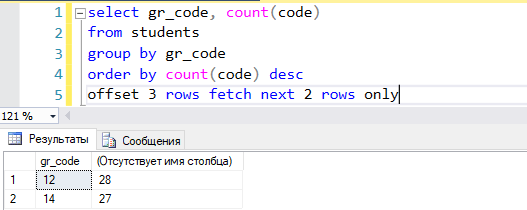 1 select gr_code, count(code)
2 from students
3 group by gr_code
4 order by count(code) desc
5 offset 3 rows fetch next 2 rows only
121 %
Результаты Сообщения
gr_code (Отсутствует имя столбца)
1 12 28
2 14 27